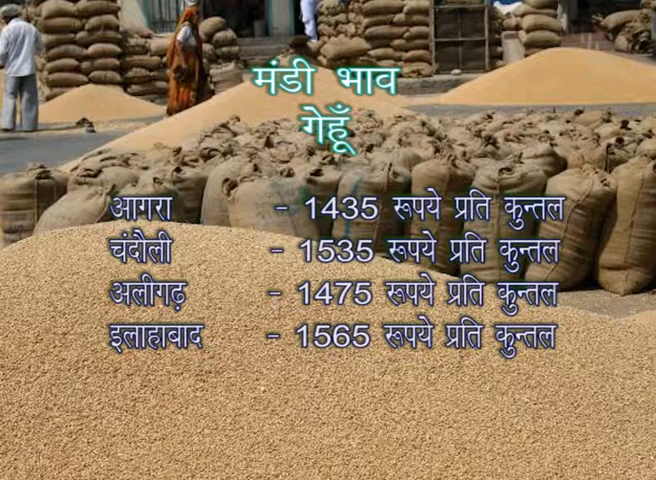 मंडी भाव
गेहूँ
आगरा - 1435 रूपये प्रति कुन्तल
चंदौली - 1535 रूपये प्रति कुन्तल
अलीगढ़ - 1475 रूपये प्रति कुन्तल
इलाहाबाद - 1565 रूपये प्रति कुन्तल